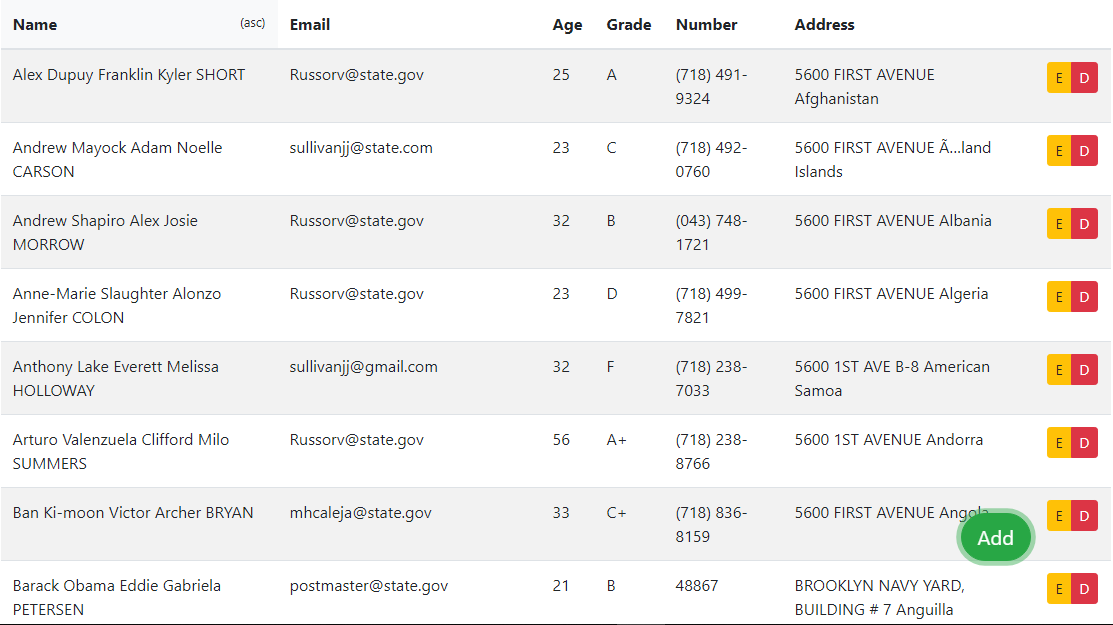 Name (asc) Email Age Grade Number Address
Alex Dupuy Franklin Kyler SHORT Russorv@state.gov 25 A (718) 491- 5600 FIRST AVENUE E D
9324 Afghanistan
Andrew Mayock Adam Noelle sullivanjj@state.com 23 C (718) 492- 5600 FIRST AVENUE Ã…land E D
CARSON 0760 Islands
Andrew Shapiro Alex Josie Russorv@state.gov 32 B (043) 748- 5600 FIRST AVENUE Albania E D
MORROW 1721
Anne-Marie Slaughter Alonzo Russorv@state.gov 23 D (718) 499- 5600 FIRST AVENUE Algeria E D
Jennifer COLON 7821
Anthony Lake Everett Melissa sullivanjj@gmail.com 32 F (718) 238- 5600 1ST AVE B-8 American E D
HOLLOWAY 7033 Samoa
Arturo Valenzuela Clifford Milo Russorv@state.gov 56 A+ (718) 238- 5600 1ST AVENUE Andorra E D
SUMMERS 8766
Ban Ki-moon Victor Archer BRYAN mhcaleja@state.gov 33 C+ (718) 836- 5600 FIRST AVENUE Angola E D
8159 Add
Barack Obama Eddie Gabriela postmaster@state.gov 21 B 48867 BROOKLYN NAVY YARD, E D
PETERSEN BUILDING # 7 Anguilla